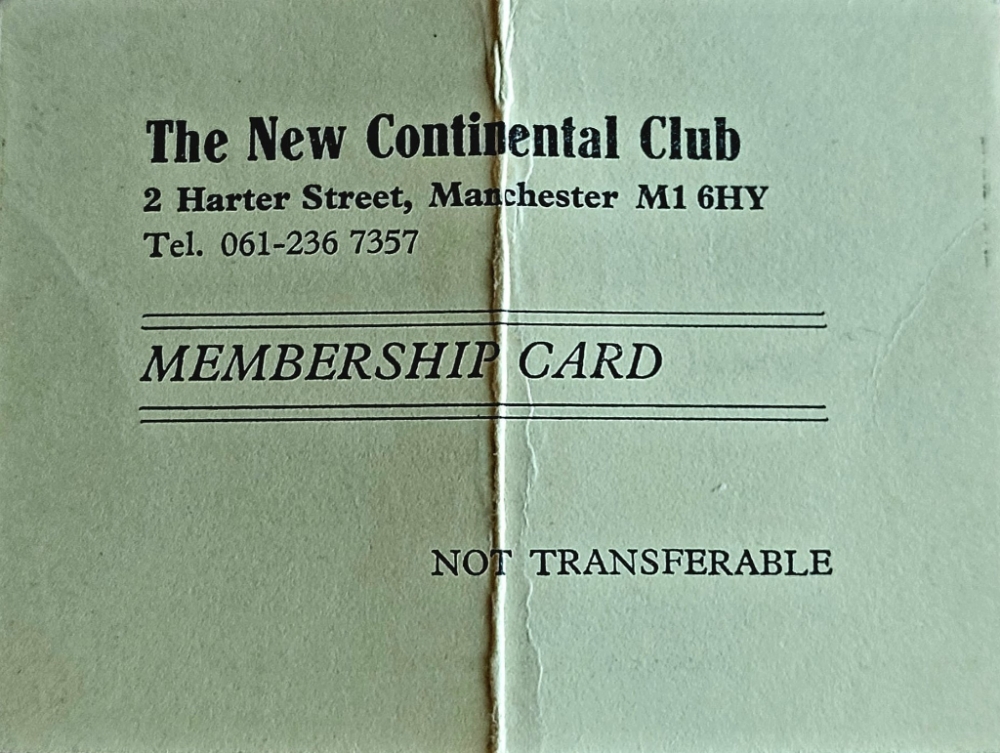 The New Continental Club
2 Harter Street, Manchester M1 6HY
Tel. 061-236 7357
MEMBERSHIP CARD
NOT TRANSFERABLE